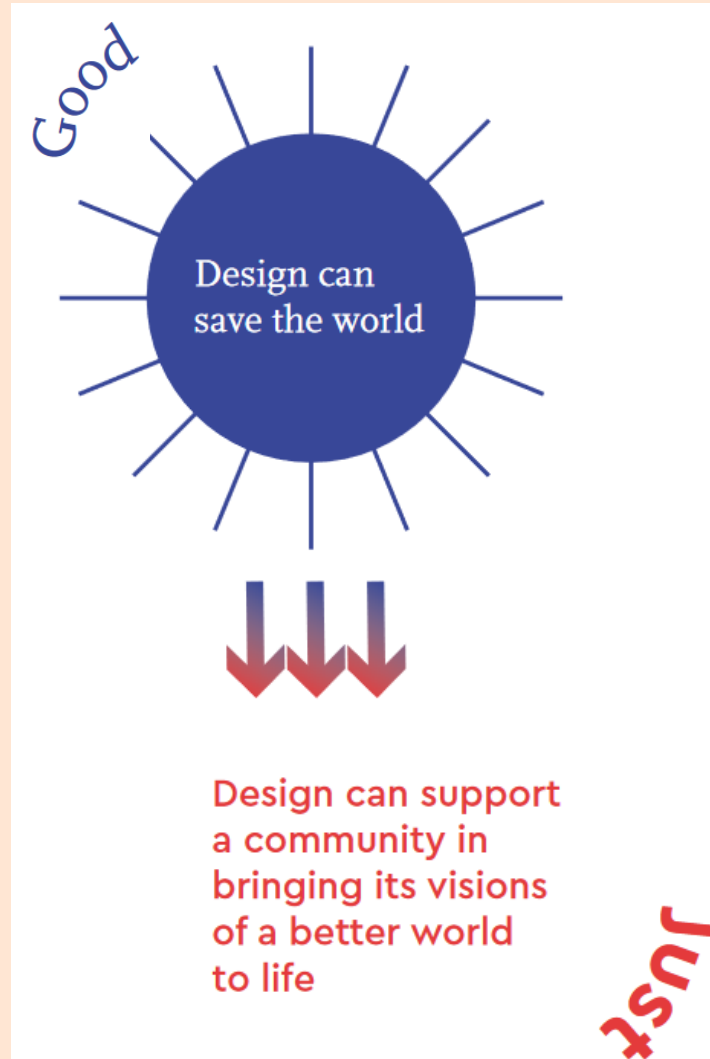 Good
Design can
save the world
Design can support
a community in
bringing its visions
of a better world
to life
Just